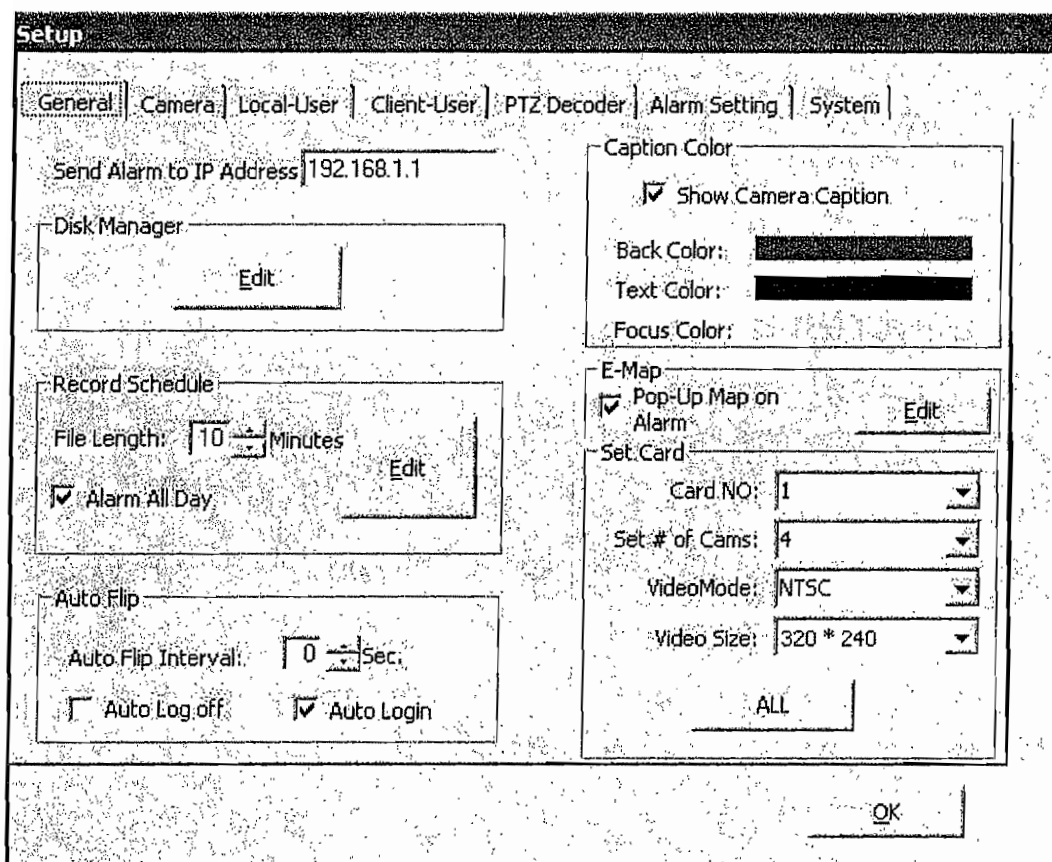 Setup
General Camera Local-User Client-User PTZ Decoder Alarm Setting System
Send Alarm to IP Address 192.168.1.1
Disk Manager
Edit
Record Schedule
File Length: 10 Minutes
Edit
Alarm All Day
Auto Flip
Auto Flip Interval: 0 Sec.
Auto Log off Auto Login
Caption Color
Show Camera Caption
Back Color:
Text Color:
Focus Color:
E-Map
Pop-Up Map on
Alarm
Edit
Set Card
Card NO: 1
Set # of Cams: 4
VideoMode: NTSC
Video Size: 320 * 240
ALL
OK